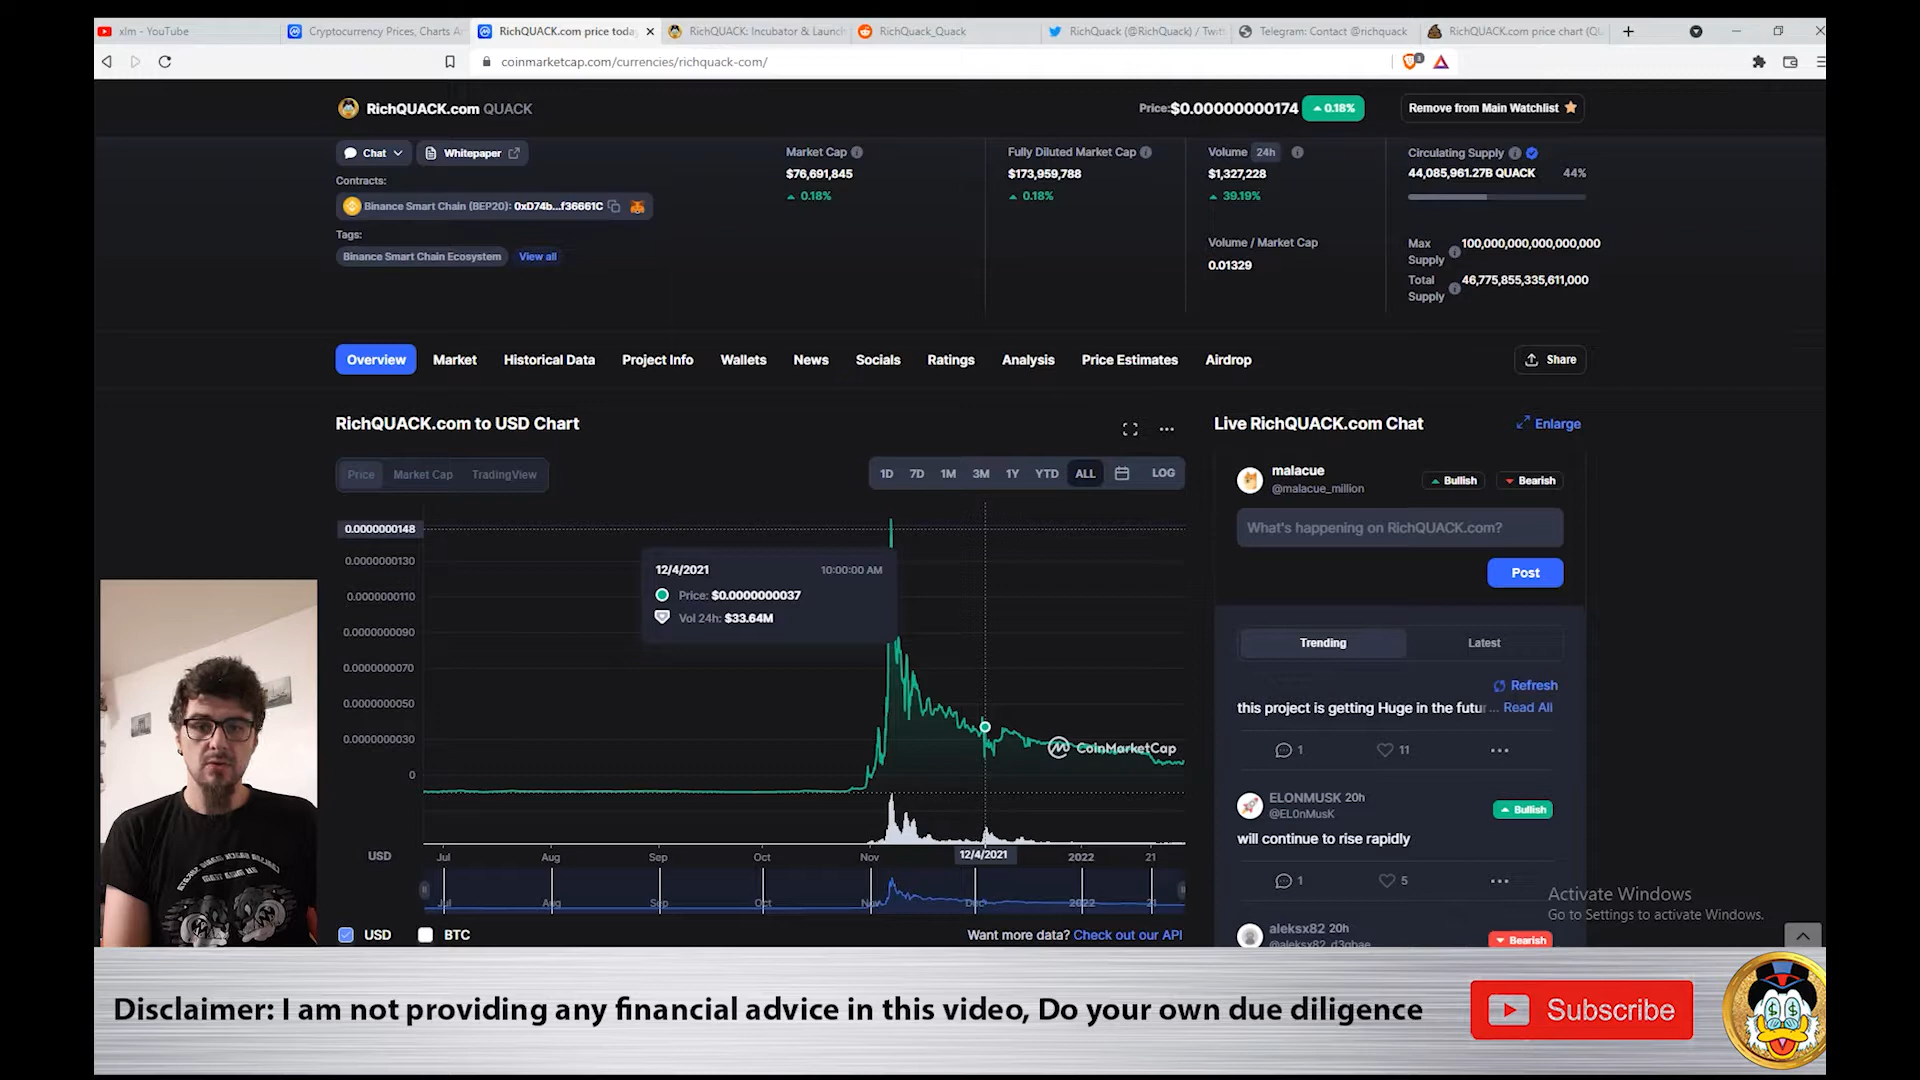 xlm - YouTube
Cryptocurrency Prices, Charts A
RichQUACK.com price today
RichQUACK: Incubator & Launch
RichQuack_Quack
RichQuack (@RichQuack) / Twit
Telegram: Contact @richquack
RichQUACK.com price chart (QU
coinmarketcap.com/currencies/richquack-com/
RichQUACK.com QUACK
Price:$0.00000000174 0.18%
Remove from Main Watchlist
Chat
Whitepaper
Contracts:
Binance Smart Chain (BEP20): 0xD74b...f36661C
Tags:
Binance Smart Chain Ecosystem
View all
Market Cap
$76,691,845
0.18%
Fully Diluted Market Cap
$173,959,788
0.18%
Volume 24h
$1,327,228
39.19%
Volume / Market Cap
0.01329
Circulating Supply
44,085,961.27B QUACK 44%
Max Supply 100,000,000,000,000,000
Total Supply 46,775,855,335,611,000
Overview
Market
Historical Data
Project Info
Wallets
News
Socials
Ratings
Analysis
Price Estimates
Airdrop
Share
RichQUACK.com to USD Chart
Price
Market Cap
TradingView
1D 7D 1M 3M 1Y YTD ALL LOG
0.0000000148
0.0000000130
0.0000000110
0.0000000090
0.0000000070
0.0000000050
0.0000000030
0
12/4/2021 10:00:00 AM
Price: $0.0000000037
Vol 24h: $33.64M
CoinMarketCap
USD
Jul Aug Sep Oct Nov 12/4/2021 2022 21
Jul Aug Sep Oct Nov Dec 2022
USD
BTC
Want more data? Check out our API
Live RichQUACK.com Chat
Enlarge
malacue
@malacue_million
Bullish
Bearish
What's happening on RichQUACK.com?
Post
Trending
Latest
Refresh
this project is getting Huge in the futur ... Read All
1 11
ELONMUSK 20h
@EL0nMusK
Bullish
will continue to rise rapidly
1 5
aleksx82 20h
@aleksx82_d3gbae
Bearish
Activate Windows
Go to Settings to activate Windows.
Disclaimer: I am not providing any financial advice in this video, Do your own due diligence
Subscribe